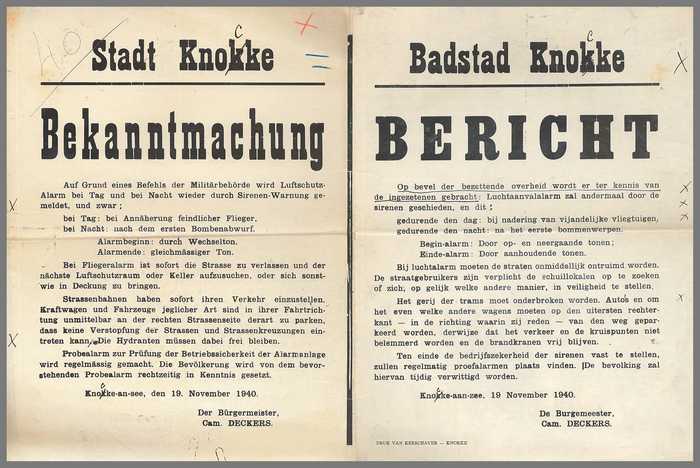 40
Stadt Knokke
c
Bekanntmachung
Auf Grund eines Befehls der Militärbehörde wird Luftschutz-
Alarm bei Tag und bei Nacht wieder durch Sirenen-Warnung ge-
meldet, und zwar ;
bei Tag : bei Annäherung feindlicher Flieger,
bei Nacht : nach dem ersten Bombenabwurf.
Alarmbeginn : durch Wechselton.
Alarmende : gleichmässiger Ton.
Bei Fliegeralarm ist sofort die Strasse zu verlassen und der
nächste Luftschutzraum oder Keller aufzusuchen, oder sich sonst-
wie in Deckung zu bringen.
Strassenbahnen haben sofort ihren Verkehr einzustellen.
Kraftwagen und Fahrzeuge jeglicher Art sind in ihrer Fahrtrich-
tung unmittelbar an der rechten Strassenseite derart zu parken,
dass keine Verstopfung der Strassen und Strassenkreuzungen ein-
treten kann. Die Hydranten müssen dabei frei bleiben.
Probealarm zur Prüfung der Betriebssicherheit der Alarmanlage
wird regelmässig gemacht. Die Bevölkerung wird von dem bevor-
stehenden Probealarm rechtzeitig in Kenntnis gesetzt.
Knokke-an-see, den 19. November 1940.
Der Bürgermeister,
Cam. DECKERS.
Badstad Knokke
c
BERICHT
Op bevel der bezettende overheid wordt er ter kennis van
de ingezetenen gebracht : Luchtaanvalalarm zal andermaal door de
sirenen geschieden, en dit ;
gedurende den dag : bij nadering van vijandelijke vliegtuigen,
gedurende den nacht : na het eerste bommenwerpen.
Begin-alarm : Door op- en neergaande tonen ;
Einde-alarm : Door aanhoudende tonen.
Bij luchtalarm moeten de straten onmiddellijk ontruimd worden.
De straatgebruikers zijn verplicht de schuillokalen op te zoeken
of zich, op gelijk welke andere manier, in veiligheid te stellen.
Het gerij der trams moet onderbroken worden. Auto's en om
het even welke andere wagens moeten op den uitersten rechter-
kant — in de richting waarin zij reden — van den weg gepar-
keerd worden, derwijze dat het verkeer en de kruispunten niet
belemmerd worden en de brandkranen vrij blijven.
Ten einde de bedrijfszekerheid der sirenen vast te stellen,
zullen regelmatig proefalarmen plaats vinden. De bevolking zal
hiervan tijdig verwittigd worden.
Knokke-aan-zee, 19 November 1940.
De Burgemeester,
Cam. DECKERS.
DRUK VAN KERSCHAVER — KNOKKE